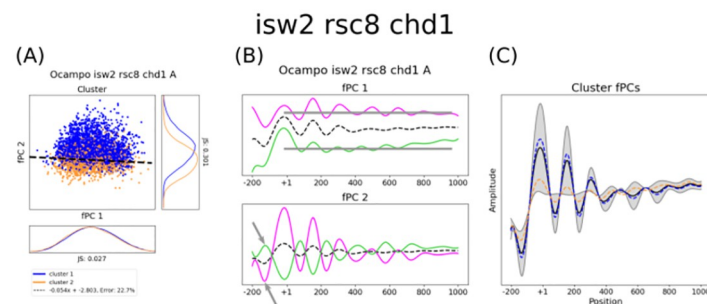 isw2 rsc8 chd1
(A)
Ocampo isw2 rsc8 chd1 A
Cluster
fPC 2
JS: 0.301
fPC 1
JS: 0.027
cluster 1
cluster 2
-0.054x + -2.803, Error: 22.7%
(B)
Ocampo isw2 rsc8 chd1 A
fPC 1
-200 +1 200 400 600 800 1000
fPC 2
-200 +1 200 400 600 800 1000
(C)
Cluster fPCs
Amplitude
-200 +1 200 400 600 800 1000
Position